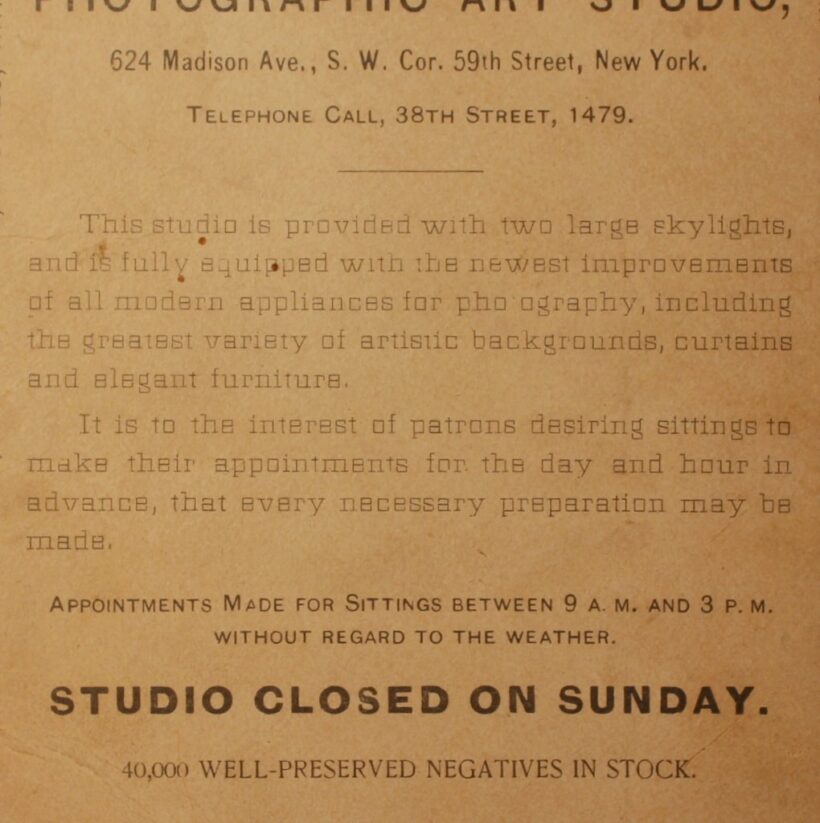 PHOTOGRAPHIC ART STUDIO,
624 Madison Ave., S. W. Cor. 59th Street, New York.
TELEPHONE CALL, 38TH STREET, 1479.
This studio is provided with two large skylights,
and is fully equipped with the newest improvements
of all modern appliances for pho ography, including
the greatest variety of artistic backgrounds, curtains
and elegant furniture.
It is to the interest of patrons desiring sittings to
make their appointments for the day and hour in
advance, that every necessary preparation may be
made.
APPOINTMENTS MADE FOR SITTINGS BETWEEN 9 A. M. AND 3 P. M.
WITHOUT REGARD TO THE WEATHER.
STUDIO CLOSED ON SUNDAY.
40,000 WELL-PRESERVED NEGATIVES IN STOCK.